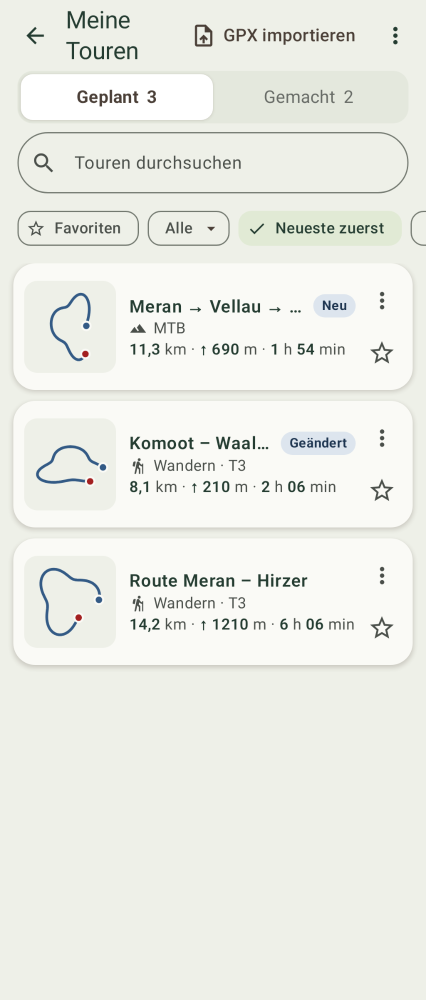 Meine
Touren
GPX importieren
Geplant 3
Gemacht 2
Touren durchsuchen
Favoriten
Alle
Neueste zuerst
Meran → Vellau → …
Neu
MTB
11,3 km · ↑ 690 m · 1 h 54 min
Komoot – Waal…
Geändert
Wandern · T3
8,1 km · ↑ 210 m · 2 h 06 min
Route Meran – Hirzer
Wandern · T3
14,2 km · ↑ 1210 m · 6 h 06 min